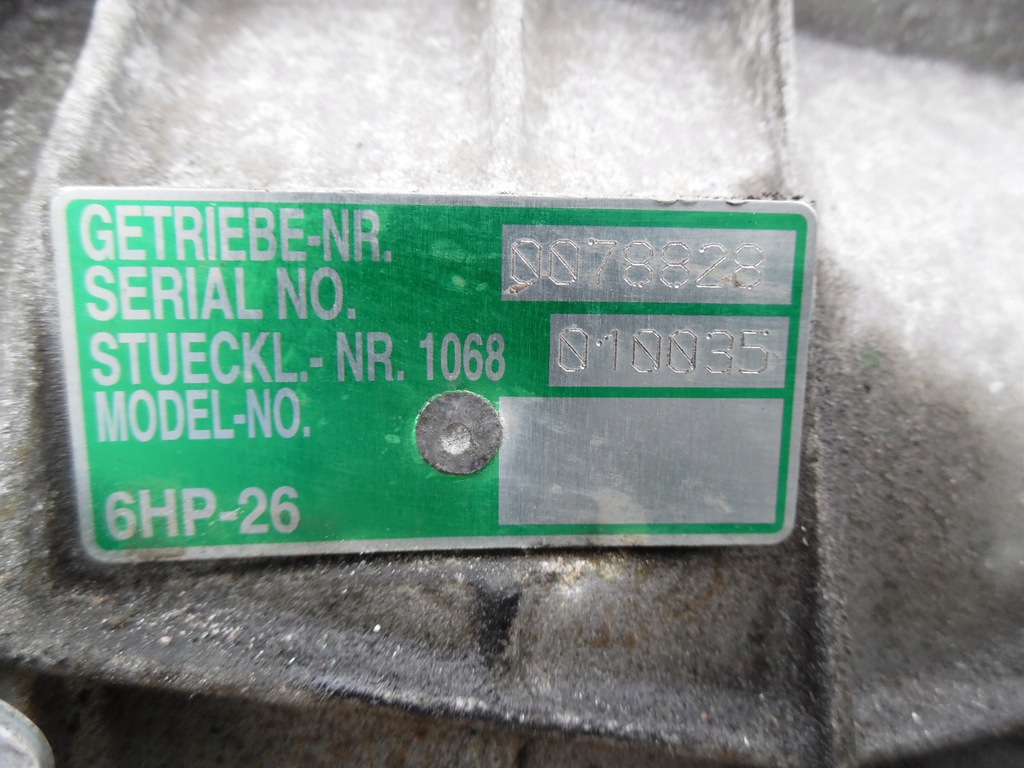 GETRIEBE-NR. 0078828
SERIAL NO.
STUECKL.- NR. 1068 010035
MODEL-NO.
6HP-26